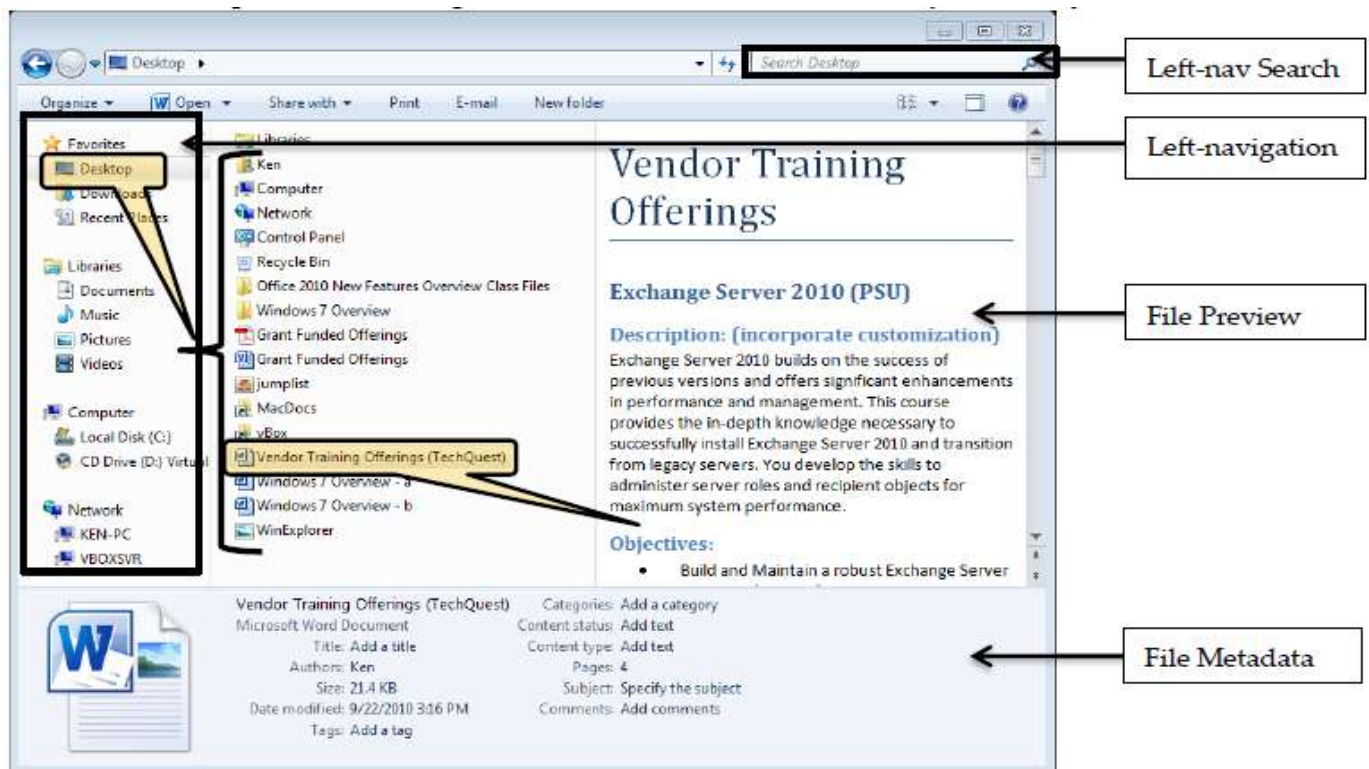 Desktop
Search Desktop
Left-nav Search
Organize
Open
Share with
Print
E-mail
New folder
Favorites
Desktop
Downloads
Recent Places
Libraries
Documents
Music
Pictures
Videos
Computer
Local Disk (C:)
CD Drive (D:) Virtual
Network
KEN-PC
VBOXSVR
Libraries
Ken
Computer
Network
Control Panel
Recycle Bin
Office 2010 New Features Overview Class Files
Windows 7 Overview
Grant Funded Offerings
Grant Funded Offerings
jumplist
MacDocs
vBox
Vendor Training Offerings (TechQuest)
Windows 7 Overview - a
Windows 7 Overview - b
WinExplorer
Vendor Training
Offerings
Exchange Server 2010 (PSU)
Description: (incorporate customization)
Exchange Server 2010 builds on the success of
previous versions and offers significant enhancements
in performance and management. This course
provides the in-depth knowledge necessary to
successfully install Exchange Server 2010 and transition
from legacy servers. You develop the skills to
administer server roles and recipient objects for
maximum system performance.
Objectives:
• Build and Maintain a robust Exchange Server
Left-navigation
File Preview
Vendor Training Offerings (TechQuest)
Microsoft Word Document
Title: Add a title
Authors: Ken
Size: 21.4 KB
Date modified: 9/22/2010 3:16 PM
Tags: Add a tag
Categories: Add a category
Content status: Add text
Content type: Add text
Pages: 4
Subject: Specify the subject
Comments: Add comments
File Metadata